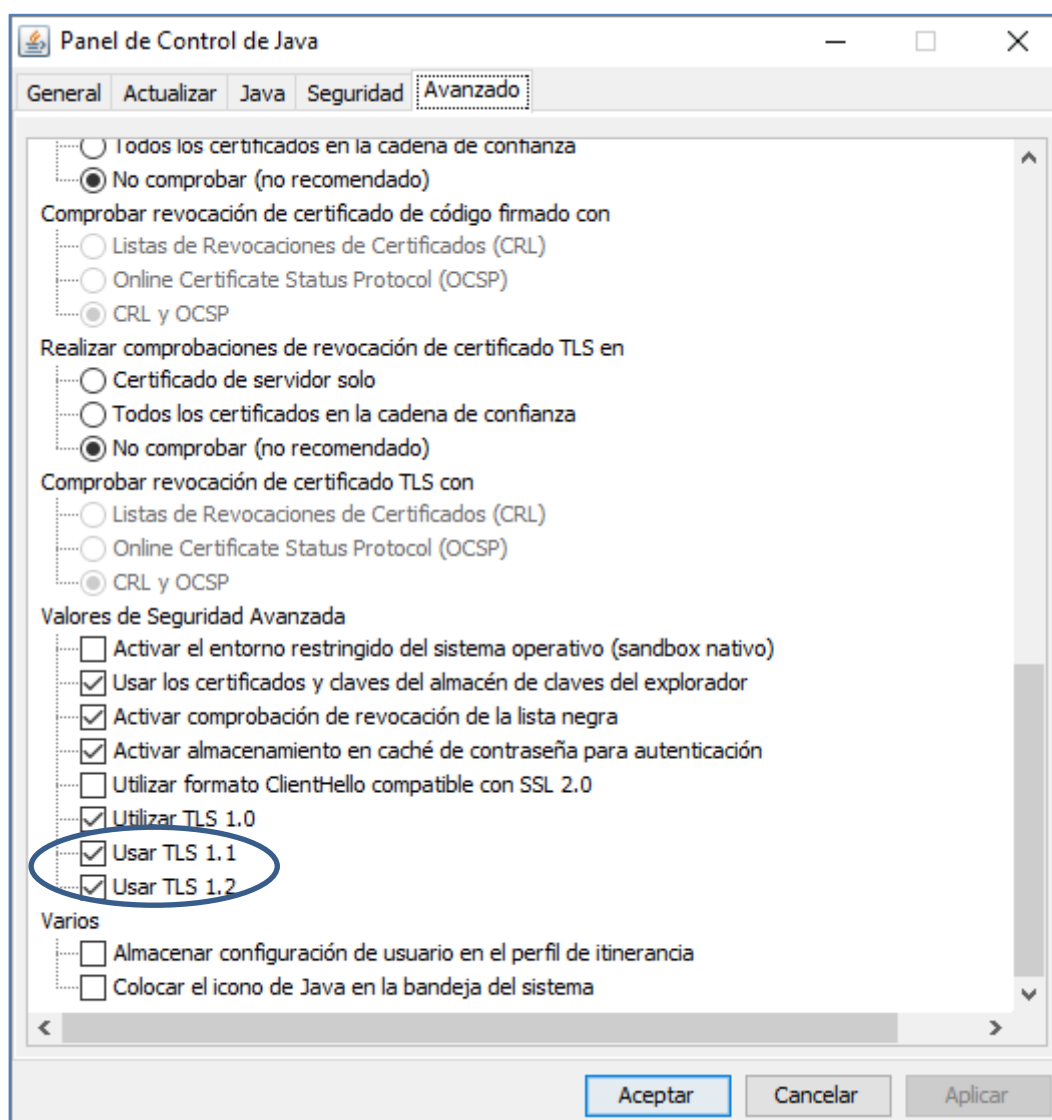 Panel de Control de Java
General Actualizar Java Seguridad Avanzado
Todos los certificados en la cadena de confianza
No comprobar (no recomendado)
Comprobar revocación de certificado de código firmado con
Listas de Revocaciones de Certificados (CRL)
Online Certificate Status Protocol (OCSP)
CRL y OCSP
Realizar comprobaciones de revocación de certificado TLS en
Certificado de servidor solo
Todos los certificados en la cadena de confianza
No comprobar (no recomendado)
Comprobar revocación de certificado TLS con
Listas de Revocaciones de Certificados (CRL)
Online Certificate Status Protocol (OCSP)
CRL y OCSP
Valores de Seguridad Avanzada
Activar el entorno restringido del sistema operativo (sandbox nativo)
Usar los certificados y claves del almacén de claves del explorador
Activar comprobación de revocación de la lista negra
Activar almacenamiento en caché de contraseña para autenticación
Utilizar formato ClientHello compatible con SSL 2.0
Utilizar TLS 1.0
Usar TLS 1.1
Usar TLS 1.2
Varios
Almacenar configuración de usuario en el perfil de itinerancia
Colocar el icono de Java en la bandeja del sistema
Aceptar Cancelar Aplicar